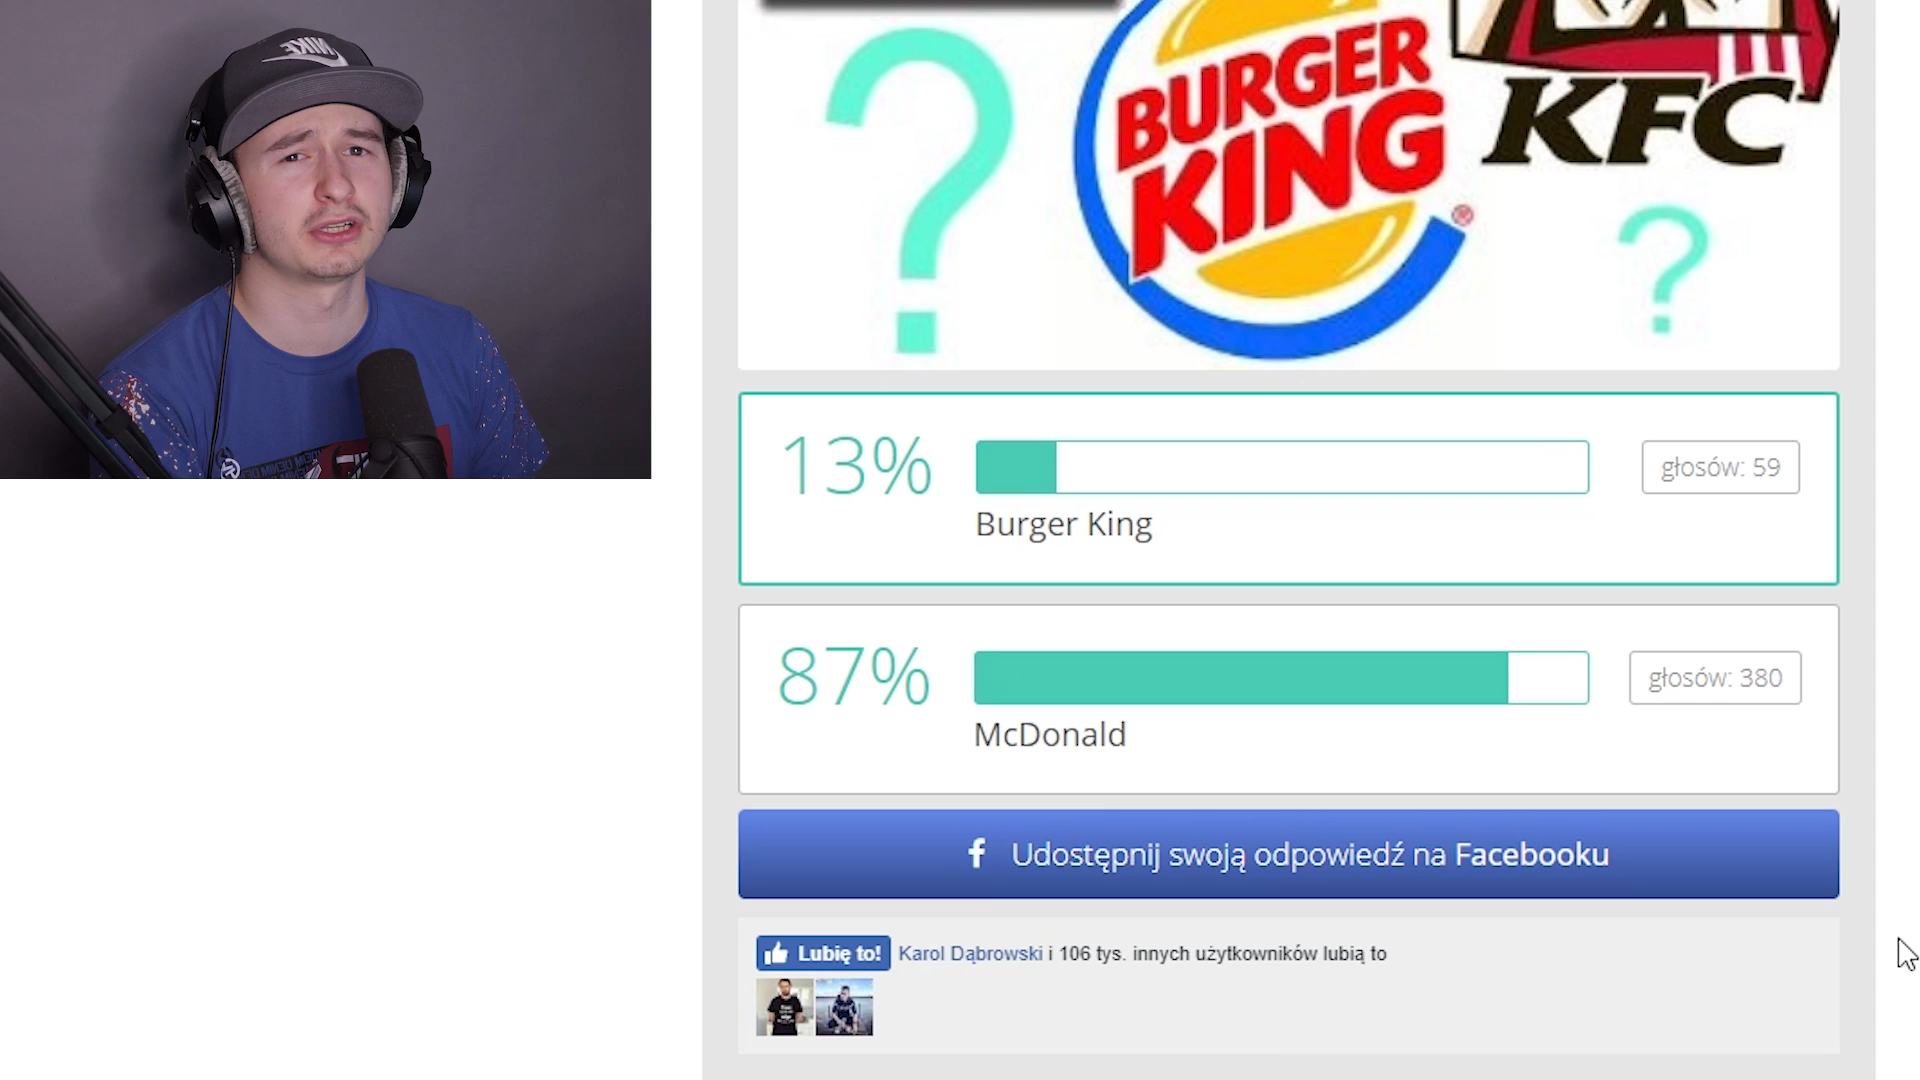 NIKE
BURGER
KING
®
KFC
?
?
13%
głosów: 59
Burger King
87%
głosów: 380
McDonald
f Udostępnij swoją odpowiedź na Facebooku
Lubię to! Karol Dąbrowski i 106 tys. innych użytkowników lubią to